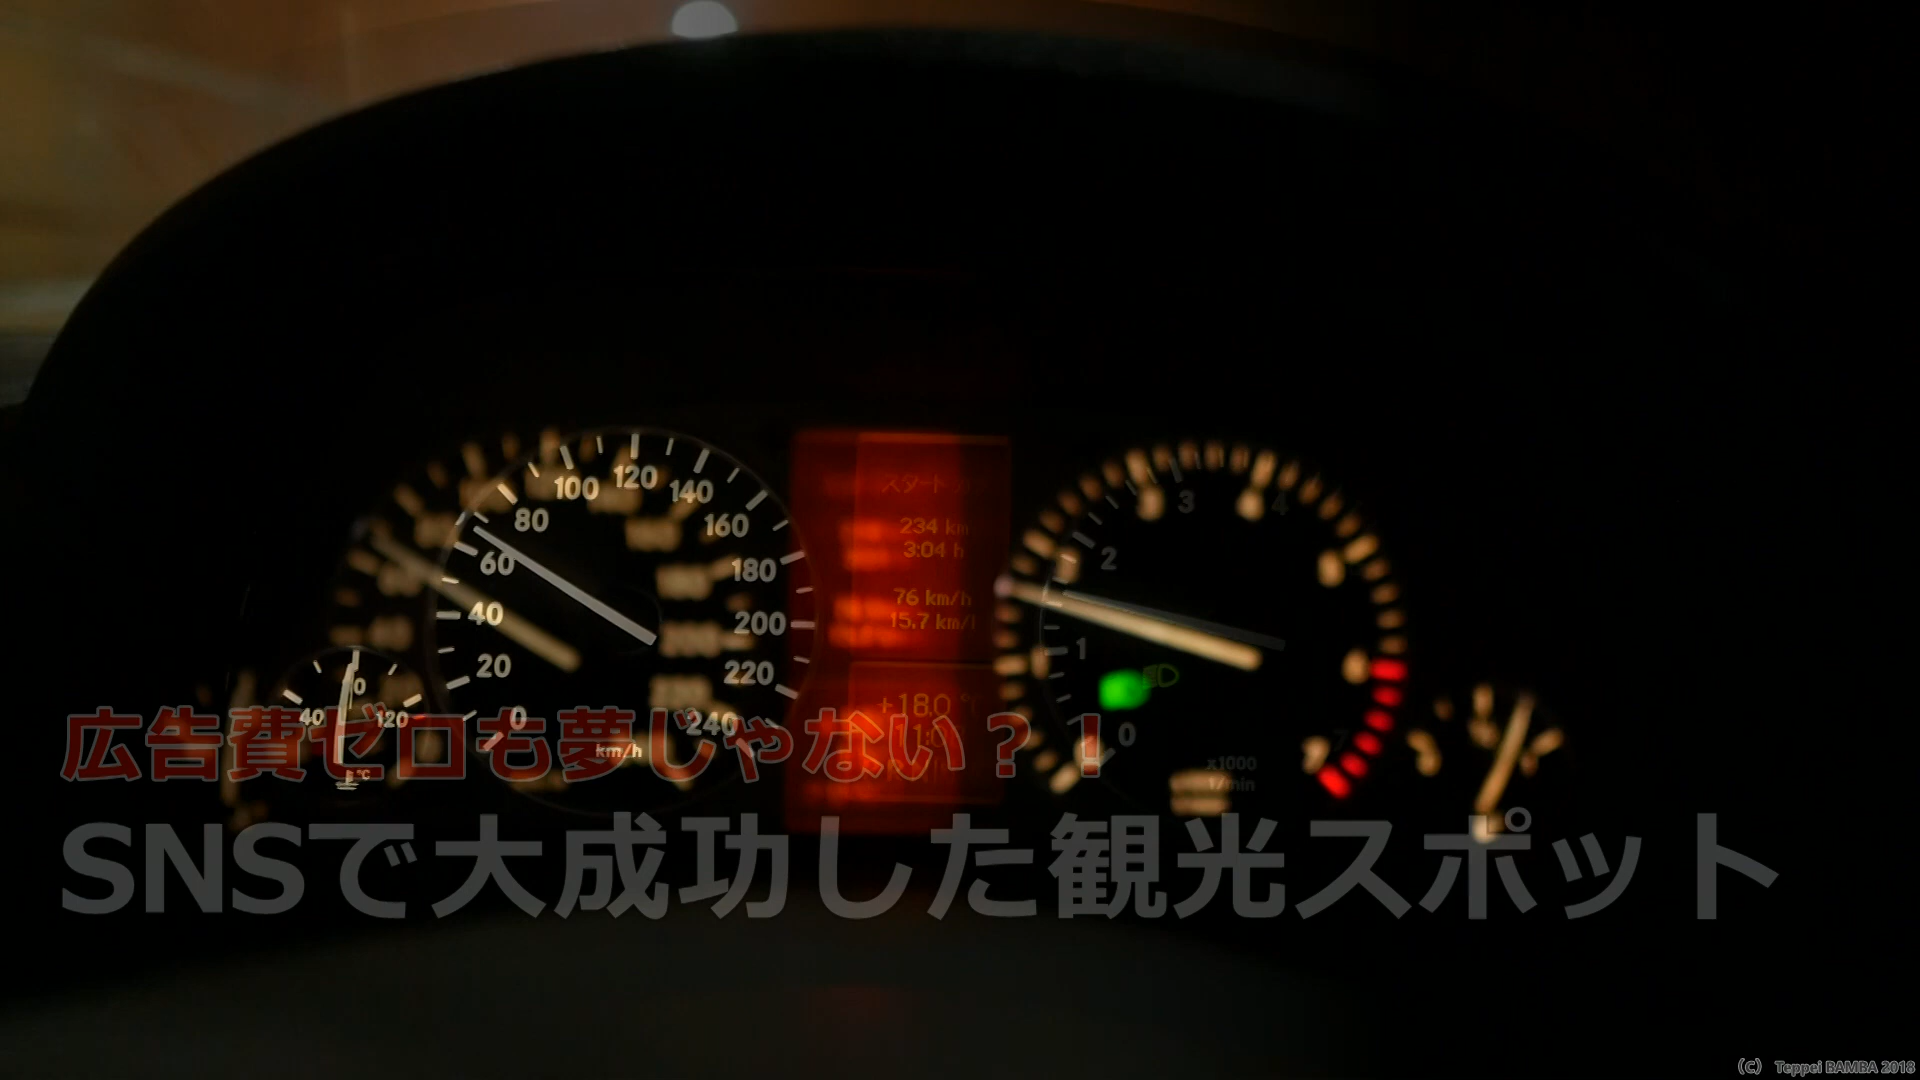 120
100 140
80 160
60 180
40 200
20 220
0 240
km/h
40 120
°C
スタート
234 km
3:04 h
76 km/h
15.7 km/l
+18.0 °C
3 4
2
1
0
x1000
1/min
広告費ゼロも夢じゃない?!
SNSで大成功した観光スポット
(C) Teppei BAMBA 2018